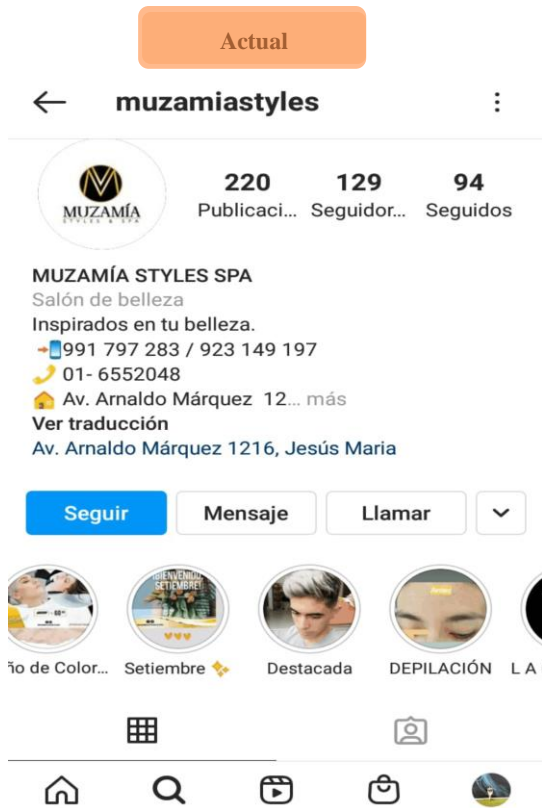 Actual
muzamiastyles
MUZAMÍA
STYLES & SPA
220 129 94
Publicaci... Seguidor... Seguidos
MUZAMÍA STYLES SPA
Salón de belleza
Inspirados en tu belleza.
991 797 283 / 923 149 197
01- 6552048
Av. Arnaldo Márquez 12... más
Ver traducción
Av. Arnaldo Márquez 1216, Jesús Maria
Seguir Mensaje Llamar
¡BIENVENIDO,
SETIEMBRE!
ño de Color... Setiembre Destacada DEPILACIÓN L A